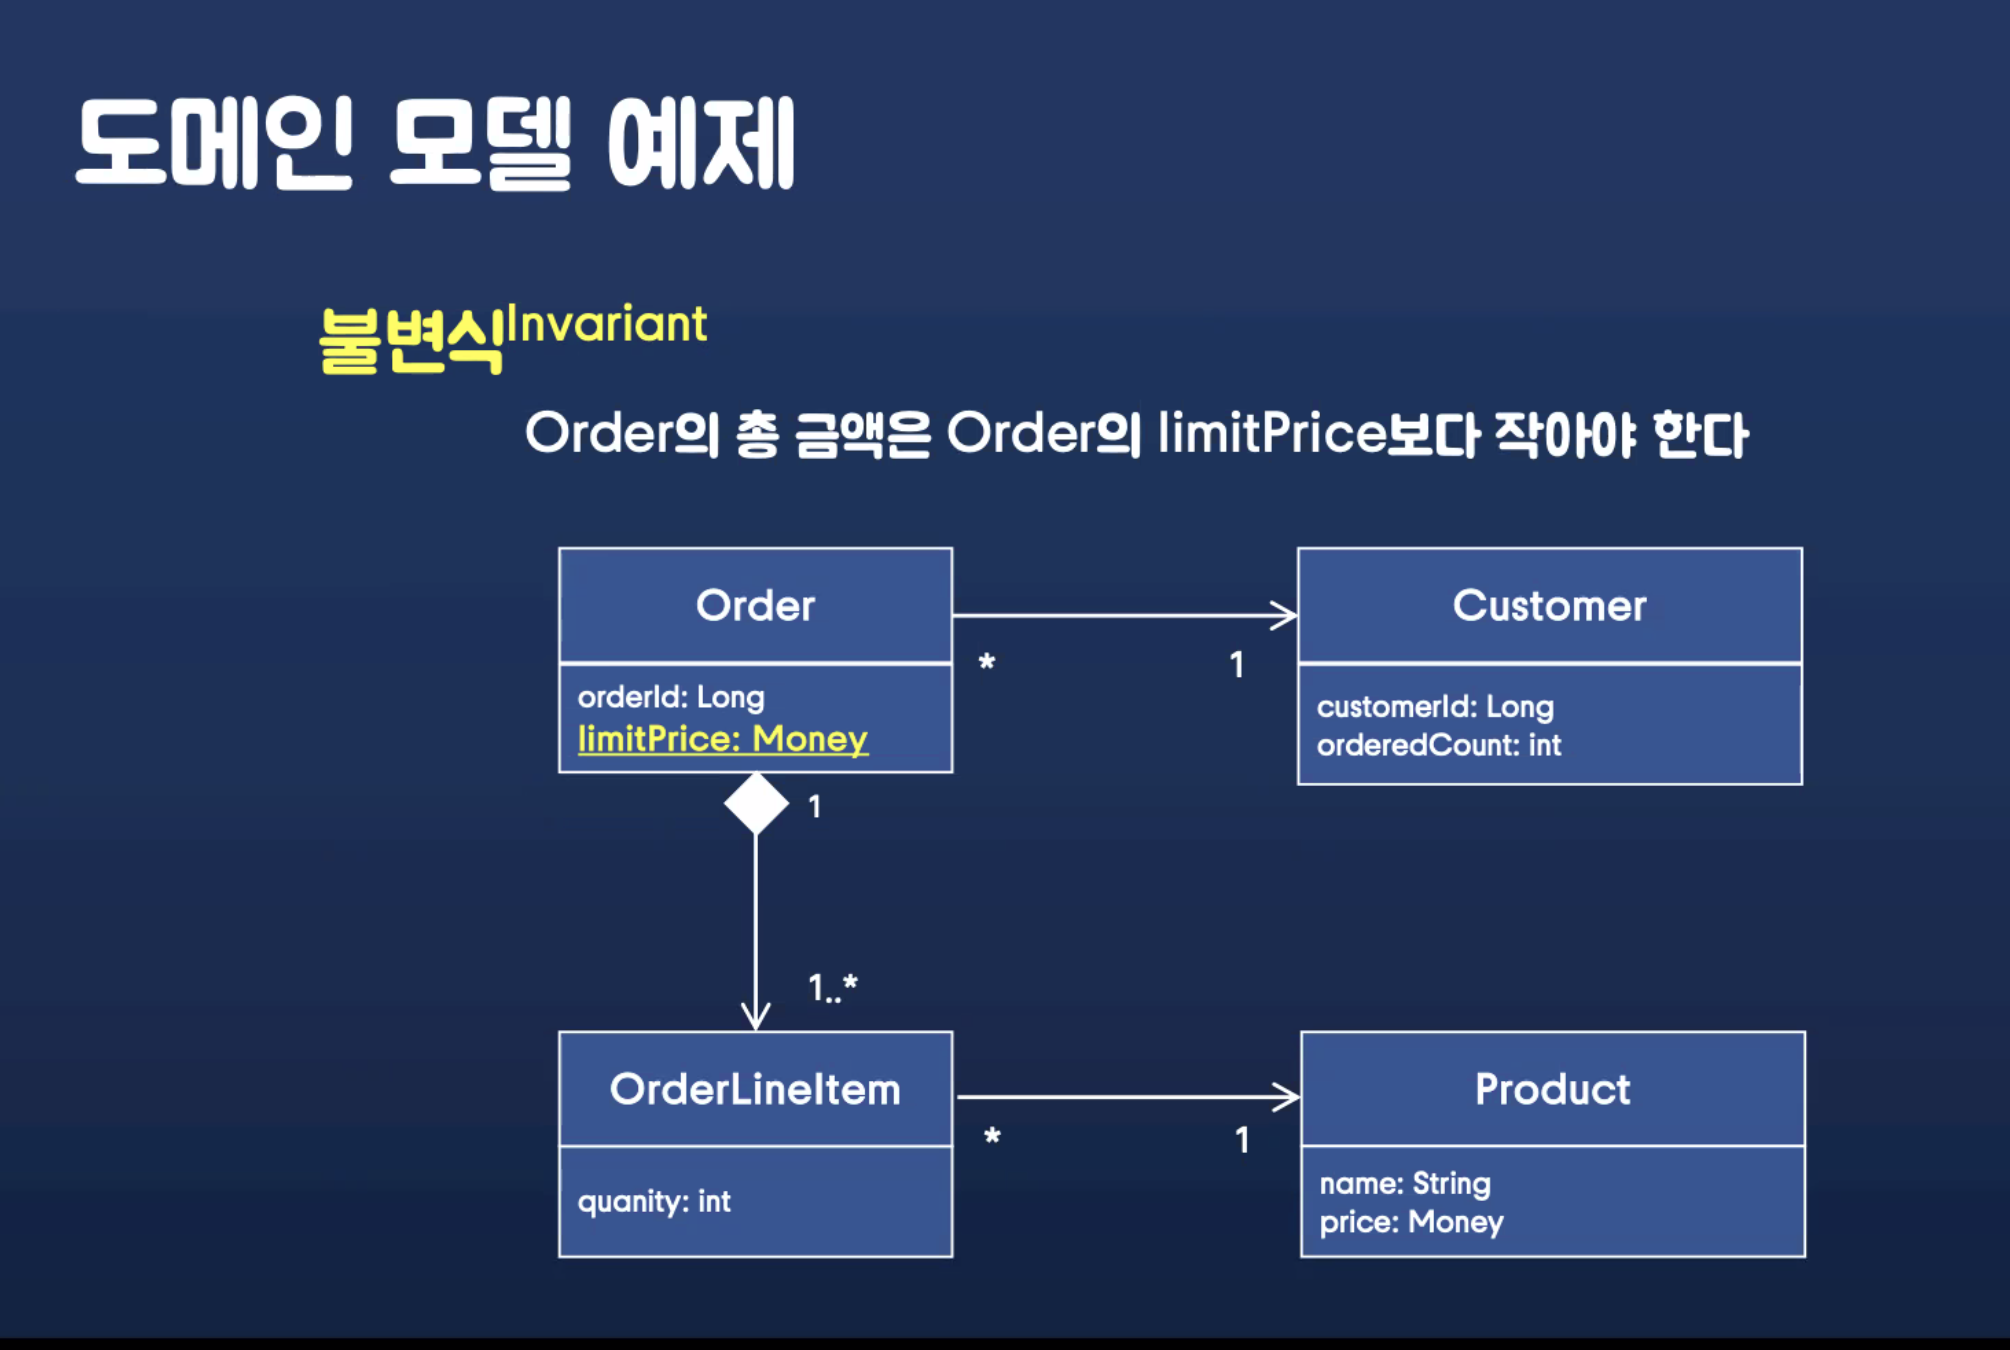 도메인 모델 예제
불변식Invariant
Order의 총 금액은 Order의 limitPrice보다 작아야 한다
Order
Customer
* 1
orderId: Long
limitPrice: Money
customerId: Long
orderedCount: int
1
1..*
OrderLineItem
Product
* 1
quanity: int
name: String
price: Money